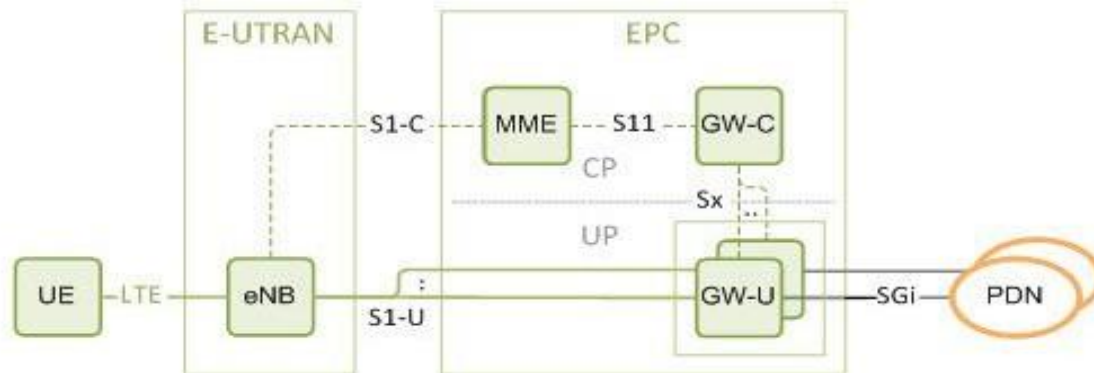 E-UTRAN
EPC
S1-C
MME
S11
GW-C
CP
Sx
..
UP
UE
LTE
eNB
:
S1-U
GW-U
SGi
PDN